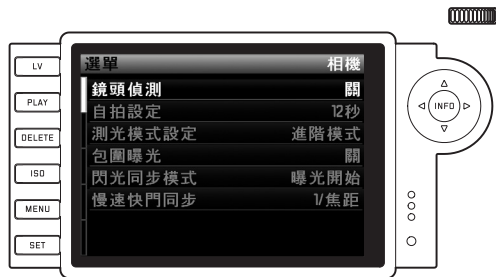 LV
PLAY
DELETE
ISO
MENU
SET
選單 相機
鏡頭偵測 關
自拍設定 12秒
測光模式設定 進階模式
包圍曝光 關
閃光同步模式 曝光開始
慢速快門同步 1/焦距
INFO